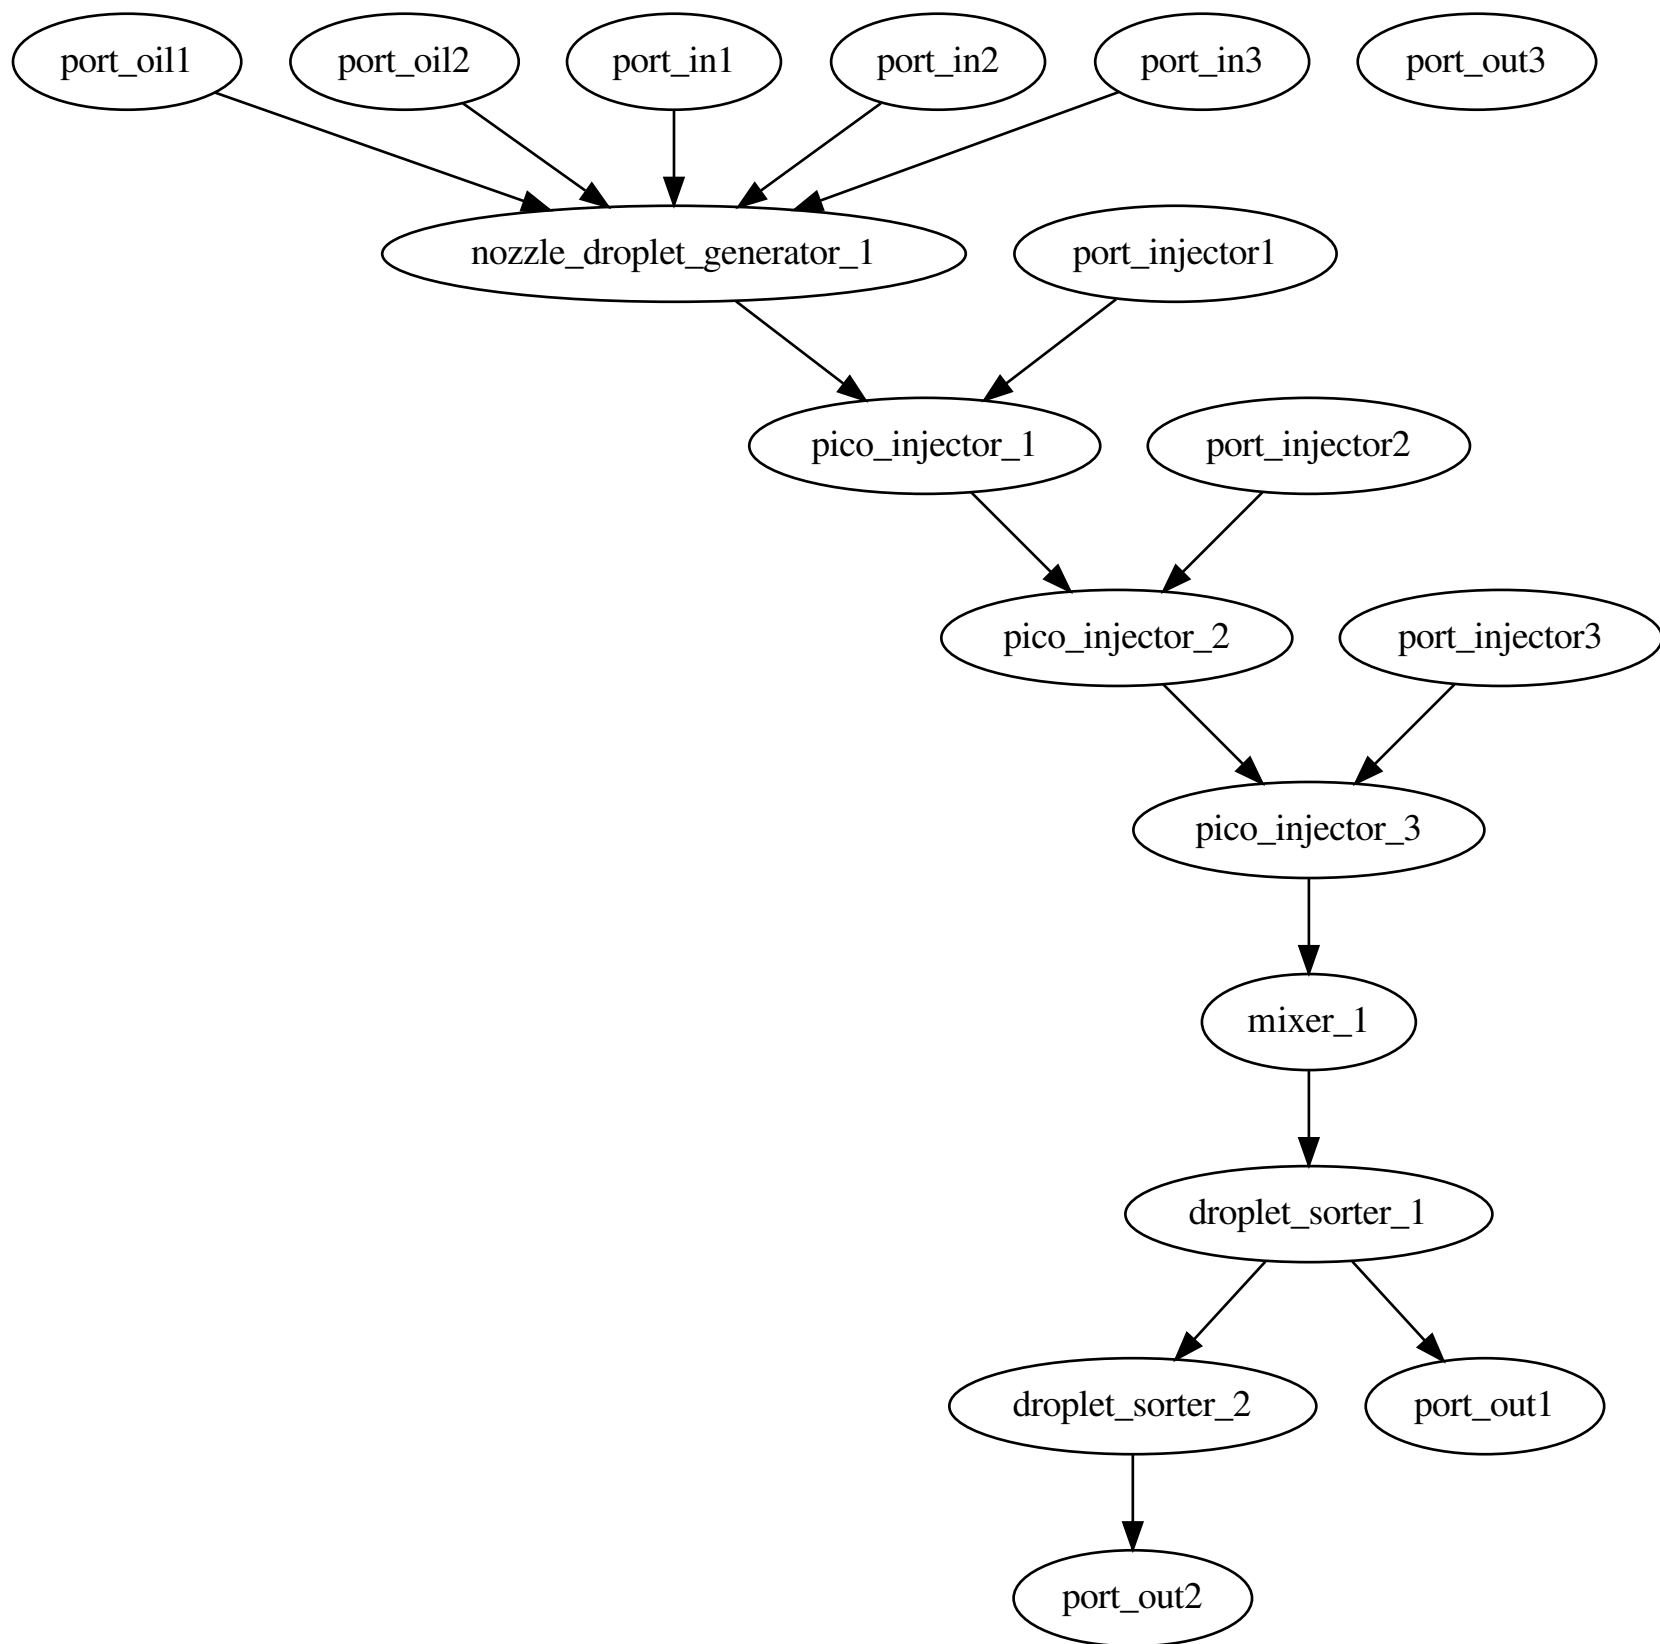 port_oil1
port_oil2
port_in1
port_in2
port_in3
port_out3
nozzle_droplet_generator_1
port_injector1
pico_injector_1
port_injector2
pico_injector_2
port_injector3
pico_injector_3
mixer_1
droplet_sorter_1
droplet_sorter_2
port_out1
port_out2